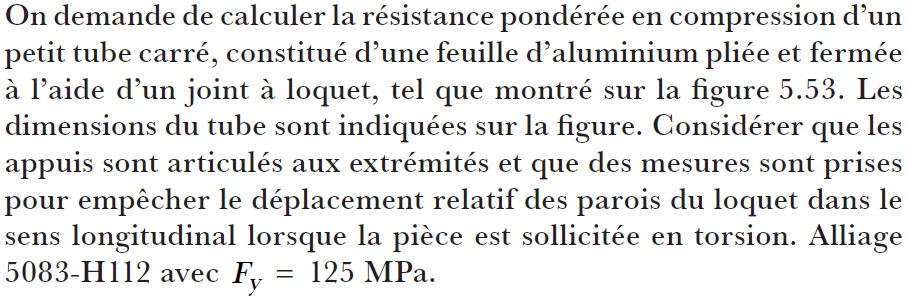 On demande de calculer la résistance pondérée en compression d'un
petit tube carré, constitué d'une feuille d'aluminium pliée et fermée
à l'aide d'un joint à loquet, tel que montré sur la figure 5.53. Les
dimensions du tube sont indiquées sur la figure. Considérer que les
appuis sont articulés aux extrémités et que des mesures sont prises
pour empêcher le déplacement relatif des parois du loquet dans le
sens longitudinal lorsque la pièce est sollicitée en torsion. Alliage
5083-H112 avec F_y = 125 MPa.